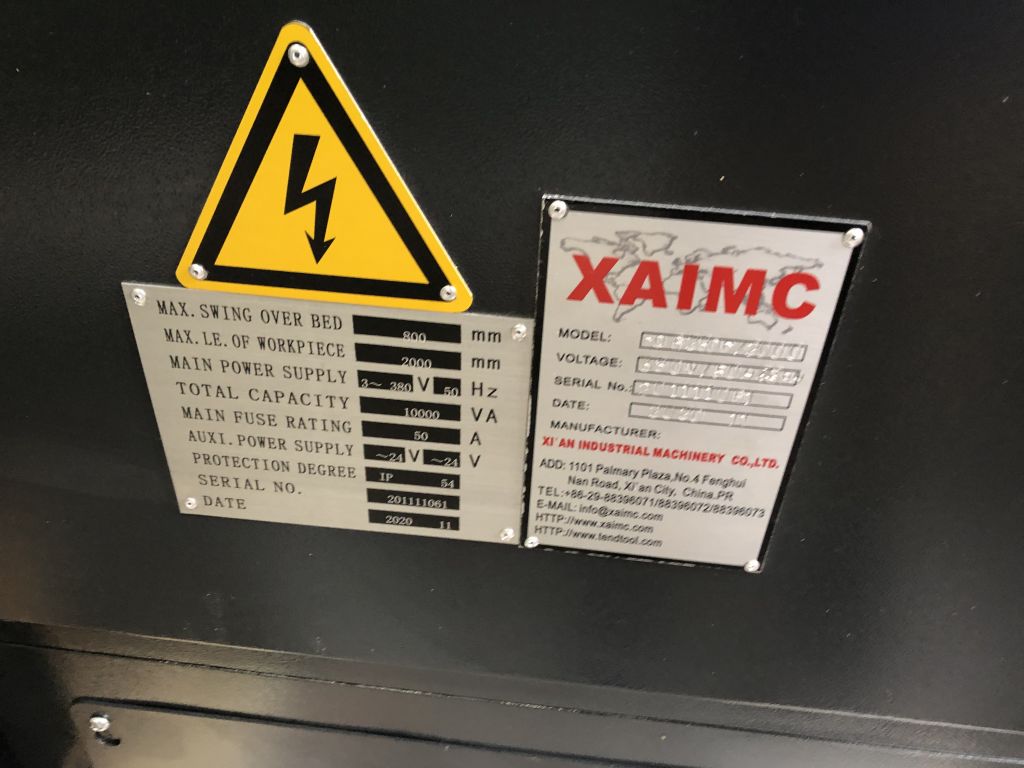 MAX. SWING OVER BED 800 mm
MAX. LE. OF WORKPIECE 2000 mm
MAIN POWER SUPPLY 3~ 380 V 50 Hz
TOTAL CAPACITY 10000 VA
MAIN FUSE RATING 50 A
AUXI. POWER SUPPLY ~24 V ~24 V
PROTECTION DEGREE IP 54
SERIAL NO. 201111061
DATE 2020 11
XAIMC
MODEL:
VOLTAGE:
SERIAL No.:
DATE: 2020 11
MANUFACTURER:
XI'AN INDUSTRIAL MACHINERY CO.,LTD.
ADD: 1101 Palmary Plaza,No.4 Fenghui
Nan Road, Xi'an City, China.PR
TEL:+86-29-88396071/88396072/88396073
E-MAIL: info@xaimc.com
HTTP://www.xaimc.com
HTTP://www.tendtool.com